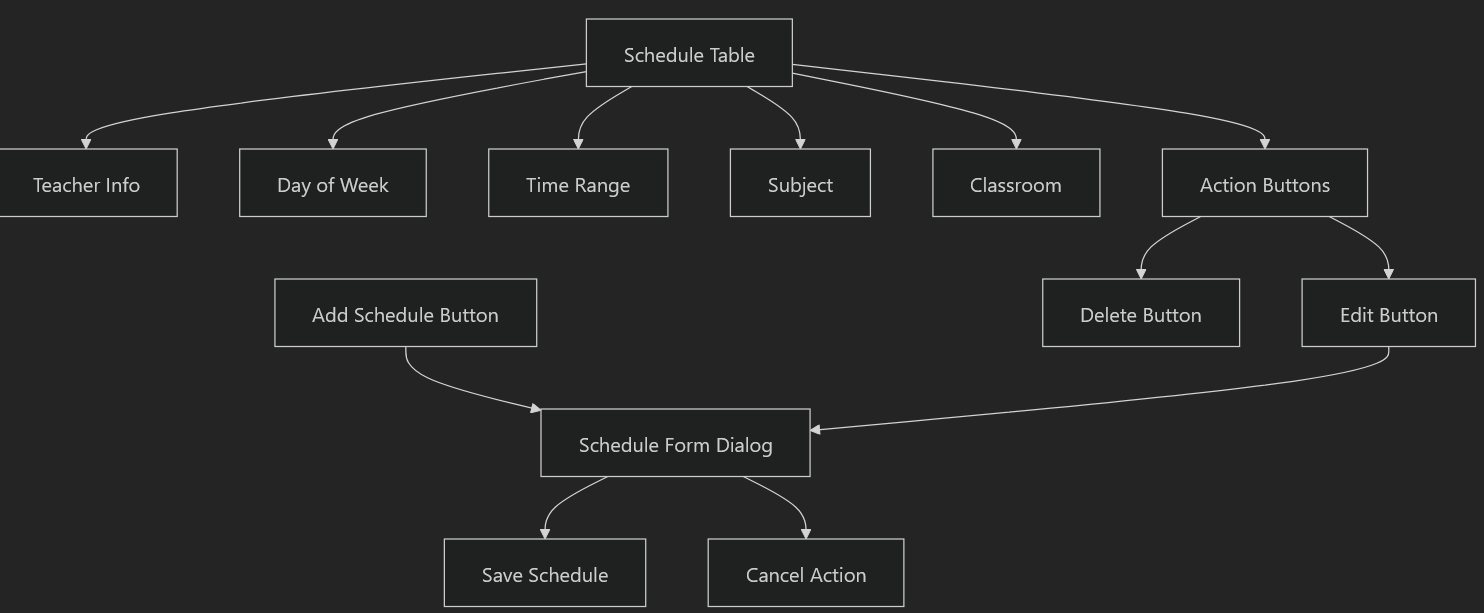 Schedule Table
Teacher Info
Day of Week
Time Range
Subject
Classroom
Action Buttons
Add Schedule Button
Delete Button
Edit Button
Schedule Form Dialog
Save Schedule
Cancel Action